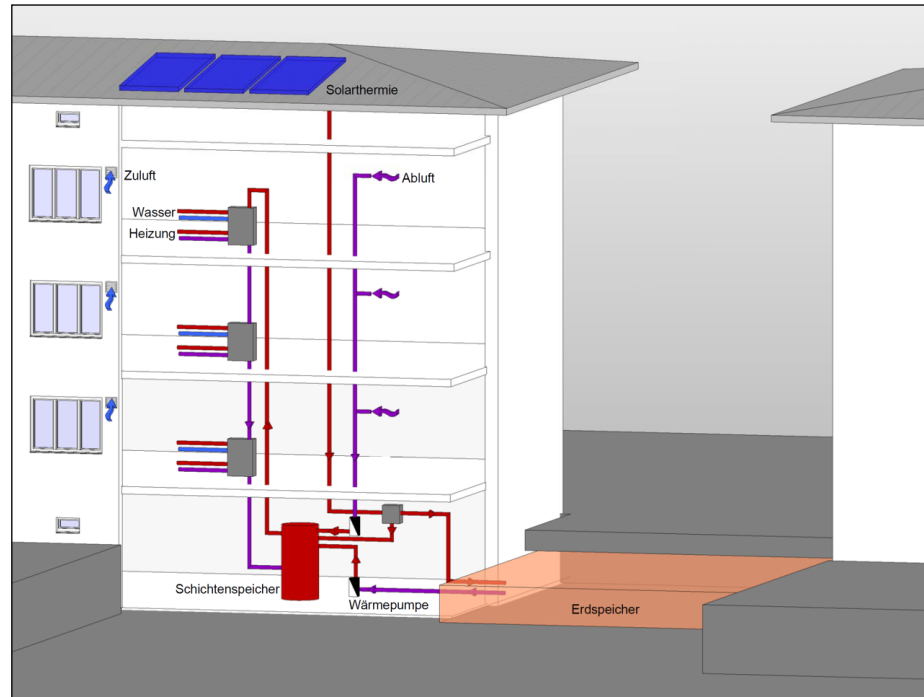 Solarthermie
Zuluft
Abluft
Wasser
Heizung
Schichtenspeicher
Wärmepumpe
Erdspeicher